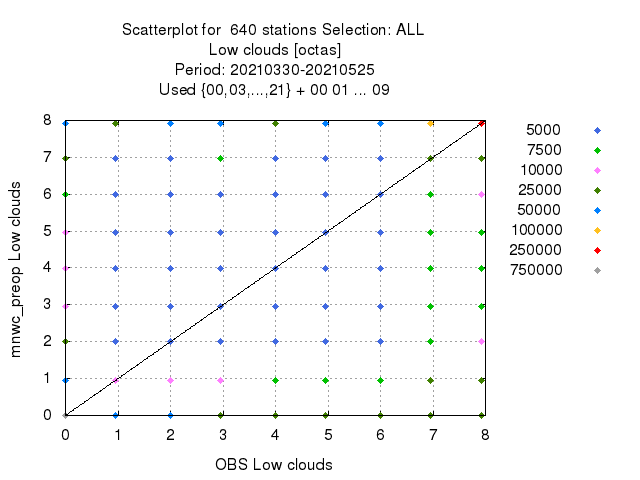 Scatterplot for 640 stations Selection: ALL
Low clouds [octas]
Period: 20210330-20210525
Used {00,03,...,21} + 00 01 ... 09
8
7
6
5
4
3
2
1
0
mnwc_preop Low clouds
0 1 2 3 4 5 6 7 8
OBS Low clouds
5000
7500
10000
25000
50000
100000
250000
750000